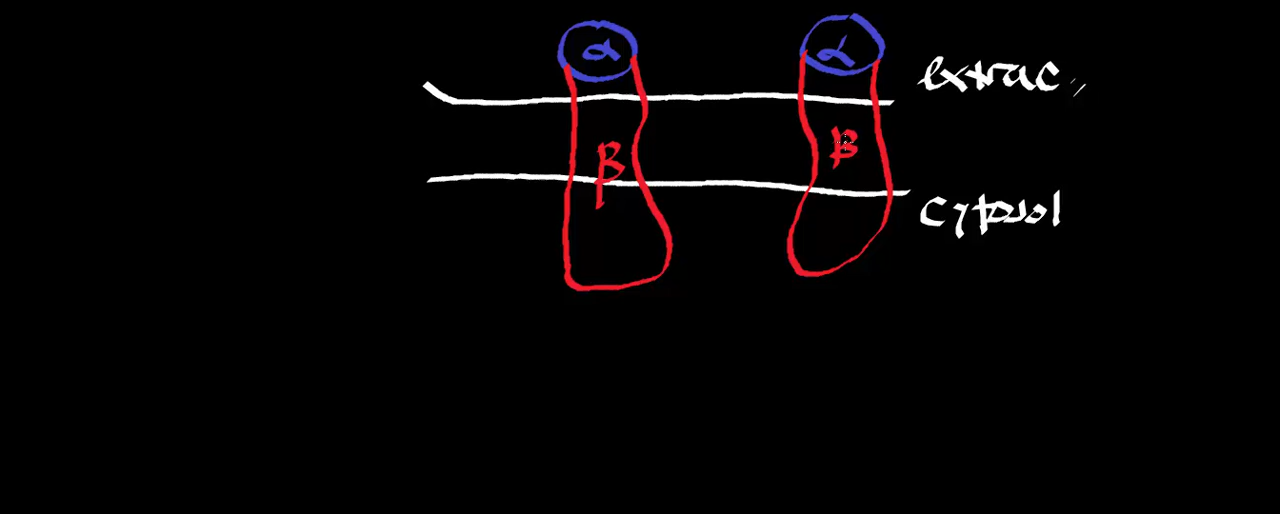 α α
extrac
β β
cytosol